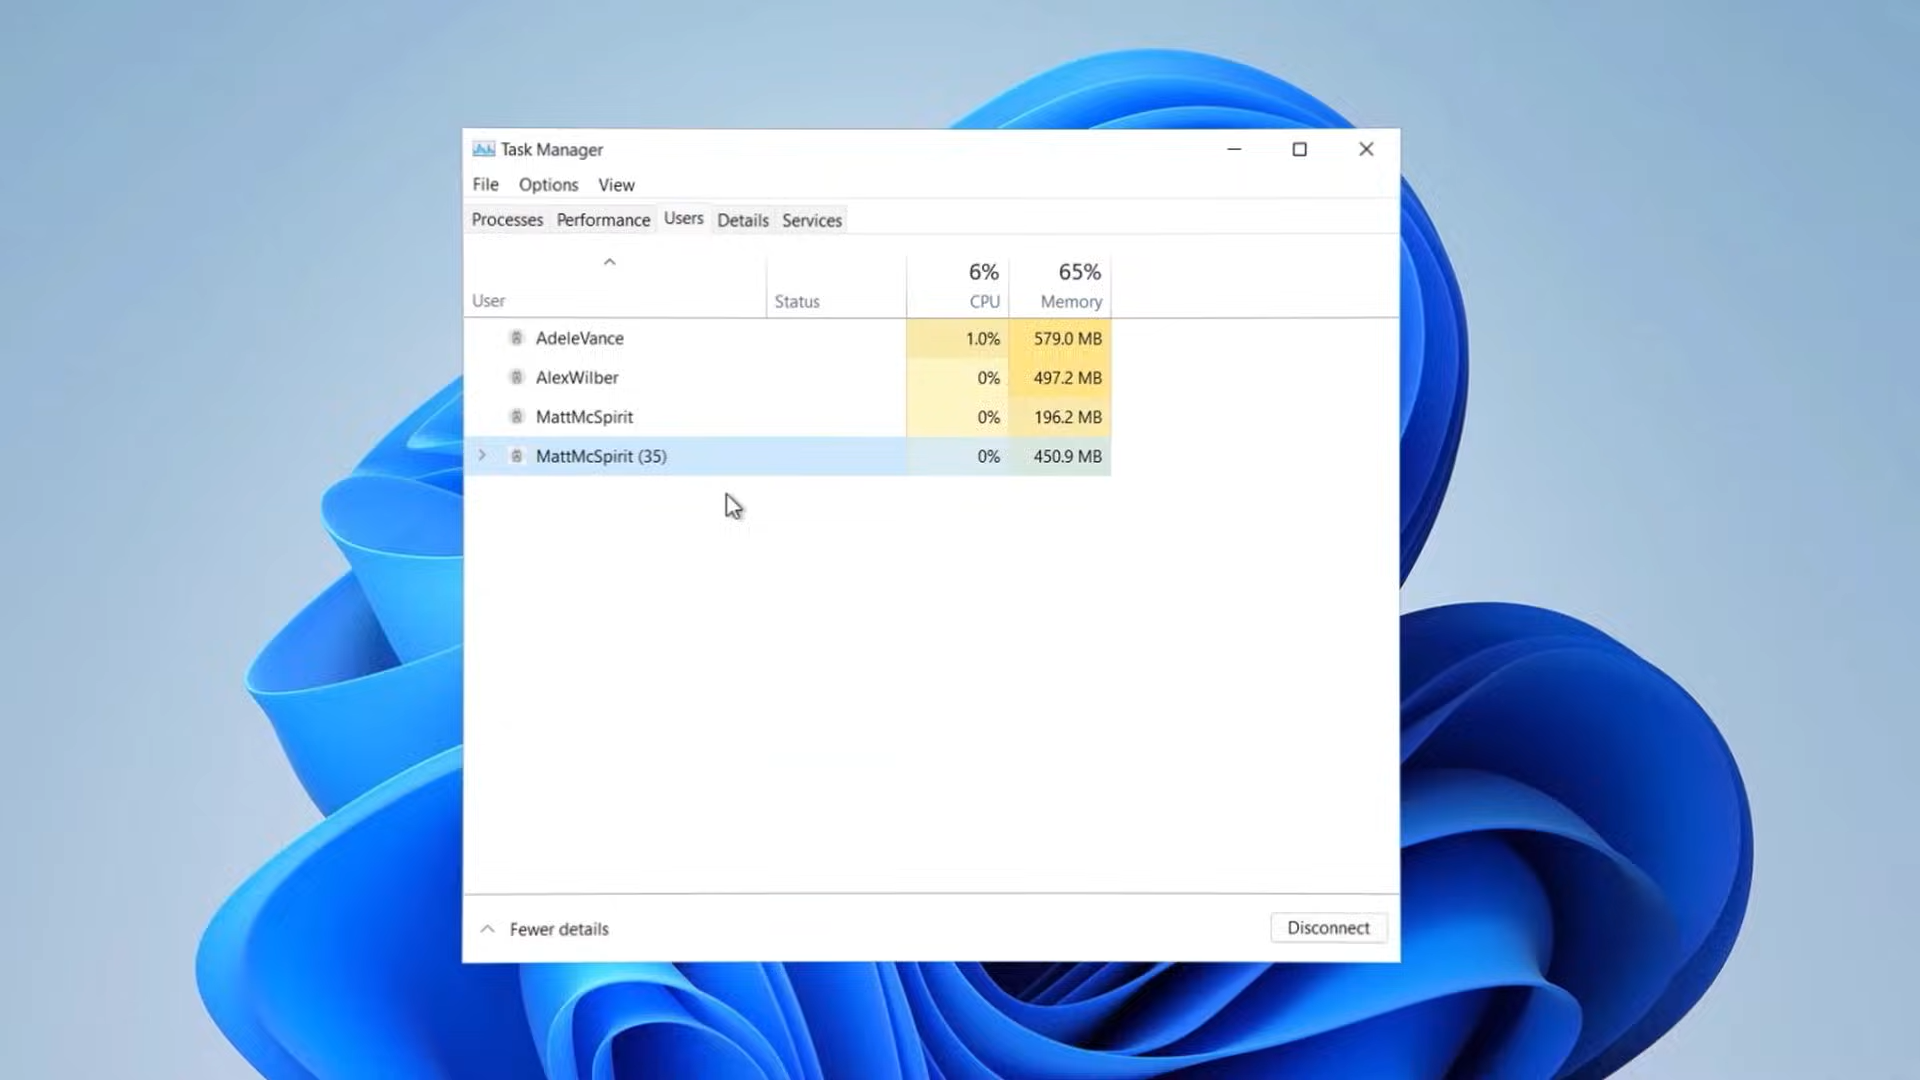 Task Manager
File Options View
Processes Performance Users Details Services
6% 65%
User Status CPU Memory
AdeleVance 1.0% 579.0 MB
AlexWilber 0% 497.2 MB
MattMcSpirit 0% 196.2 MB
MattMcSpirit (35) 0% 450.9 MB
Fewer details Disconnect